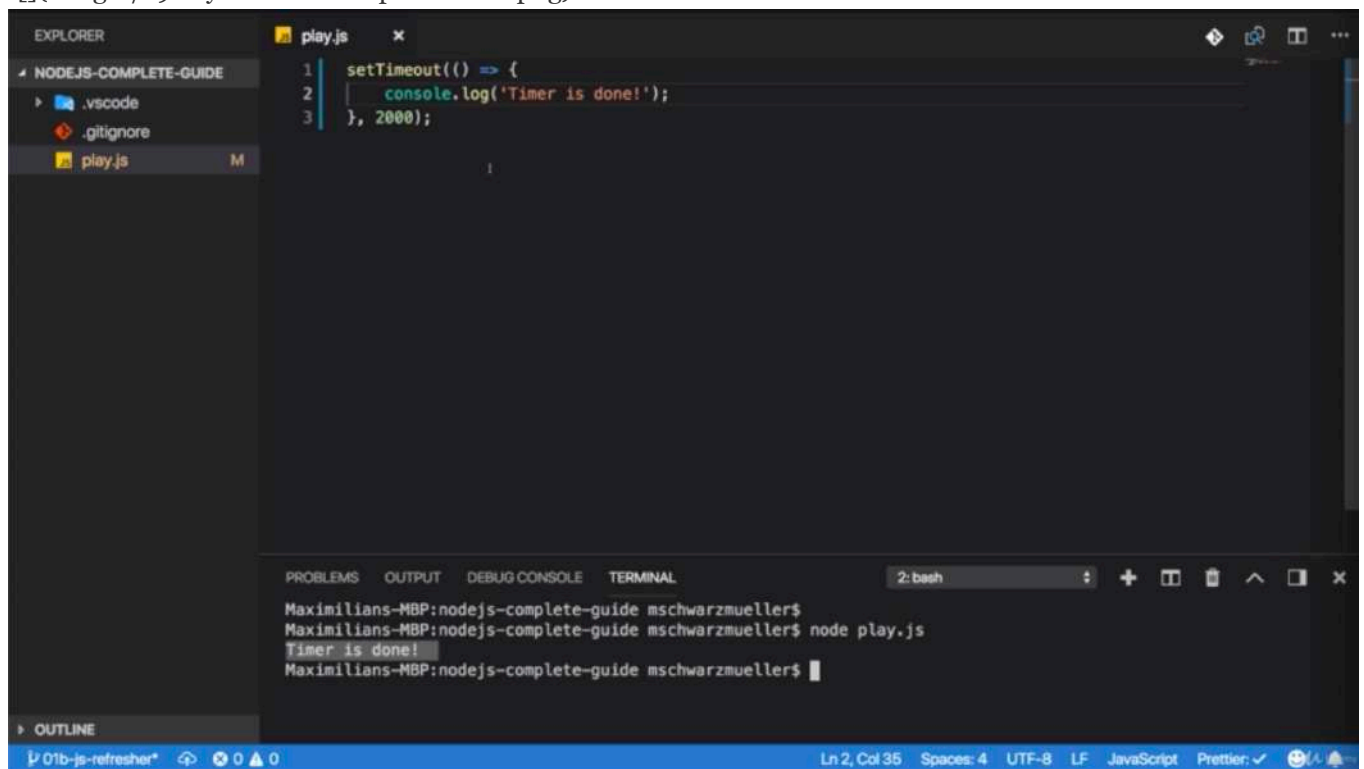 EXPLORER
NODEJS-COMPLETE-GUIDE
.vscode
.gitignore
play.js M
play.js ×
1 setTimeout(() => {
2 console.log('Timer is done!');
3 }, 2000);
PROBLEMS OUTPUT DEBUG CONSOLE TERMINAL 2: bash
Maximilians-MBP:nodejs-complete-guide mschwarzmueller$
Maximilians-MBP:nodejs-complete-guide mschwarzmueller$ node play.js
Timer is done!
Maximilians-MBP:nodejs-complete-guide mschwarzmueller$
OUTLINE
01b-js-refresher* 0 0 Ln 2, Col 35 Spaces: 4 UTF-8 LF JavaScript Prettier: ✓